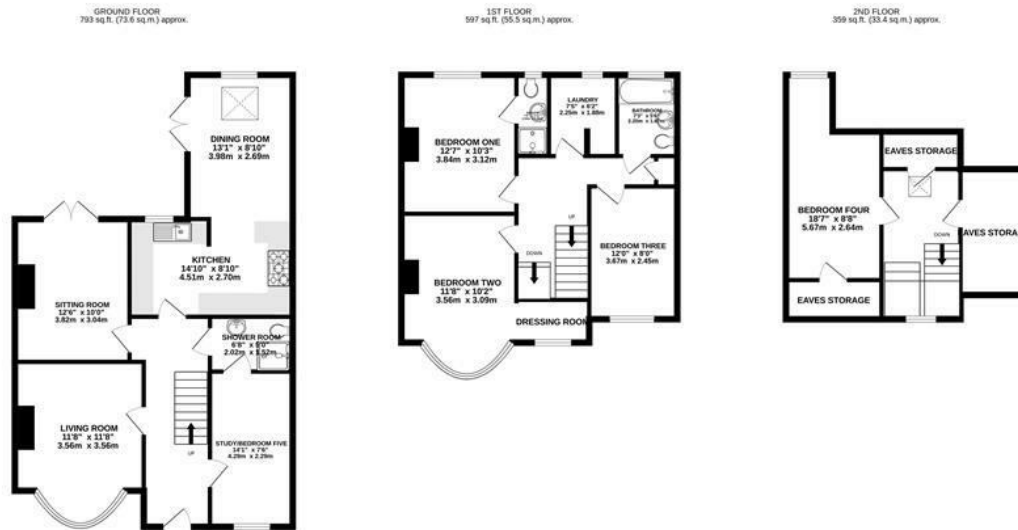 GROUND FLOOR
793 sq.ft. (73.6 sq.m.) approx.
DINING ROOM
13'1" x 8'10"
3.98m x 2.69m
KITCHEN
14'10" x 8'10"
4.51m x 2.70m
SITTING ROOM
12'6" x 10'0"
3.82m x 3.04m
SHOWER ROOM
6'8" x 5'0"
2.02m x 1.52m
LIVING ROOM
11'8" x 11'8"
3.56m x 3.56m
UP
STUDY/BEDROOM FIVE
14'1" x 7'6"
4.29m x 2.29m
1ST FLOOR
597 sq.ft. (55.5 sq.m.) approx.
BEDROOM ONE
12'7" x 10'3"
3.84m x 3.12m
LAUNDRY
7'5" x 6'2"
2.25m x 1.88m
BATHROOM
UP
DOWN
BEDROOM THREE
12'0" x 8'0"
3.67m x 2.45m
BEDROOM TWO
11'8" x 10'2"
3.56m x 3.09m
DRESSING ROOM
2ND FLOOR
359 sq.ft. (33.4 sq.m.) approx.
EAVES STORAGE
BEDROOM FOUR
18'7" x 8'8"
5.67m x 2.64m
DOWN
EAVES STORAG
EAVES STORAGE